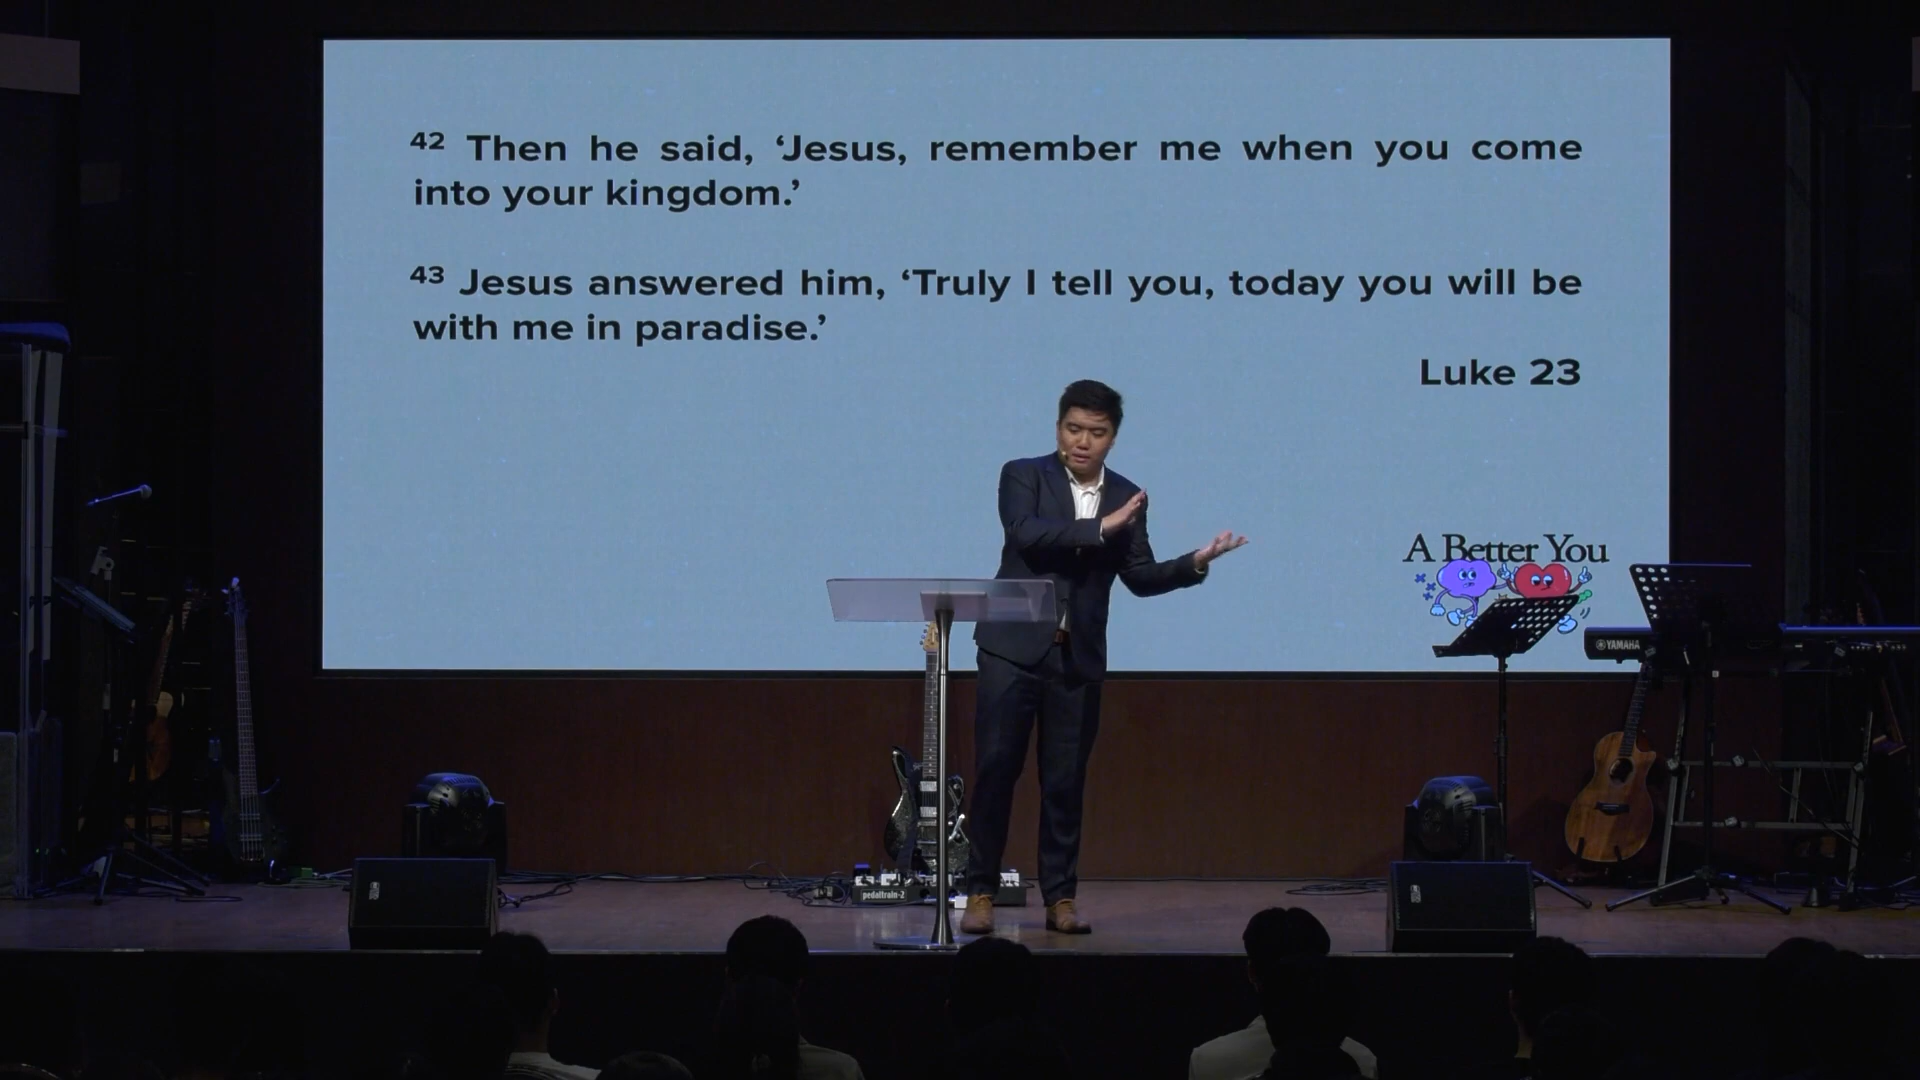 42 Then he said, ‘Jesus, remember me when you come
into your kingdom.’
43 Jesus answered him, ‘Truly I tell you, today you will be
with me in paradise.’
Luke 23
A Better You
YAMAHA
pedaltrain-2